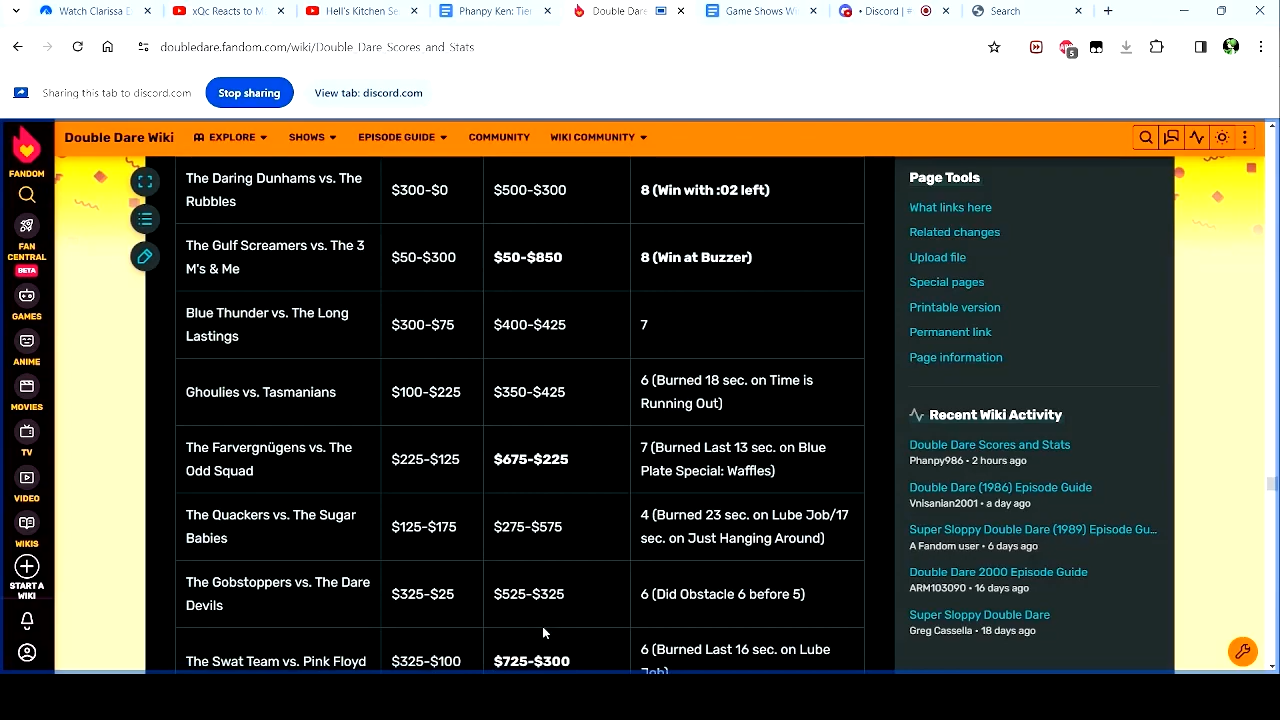 Watch Clarissa E
xQc Reacts to M
Hell's Kitchen Se
Phanpy Ken: Tier
Double Dare
Game Shows Wi
• Discord | #
Search
doubledare.fandom.com/wiki/Double_Dare_Scores_and_Stats
5
Sharing this tab to discord.com
Stop sharing
View tab: discord.com
FANDOM
FAN CENTRAL
BETA
GAMES
ANIME
MOVIES
TV
VIDEO
WIKIS
START A WIKI
Double Dare Wiki
EXPLORE
SHOWS
EPISODE GUIDE
COMMUNITY
WIKI COMMUNITY
The Daring Dunhams vs. The
Rubbles
$300-$0
$500-$300
8 (Win with :02 left)
The Gulf Screamers vs. The 3
M's & Me
$50-$300
$50-$850
8 (Win at Buzzer)
Blue Thunder vs. The Long
Lastings
$300-$75
$400-$425
7
Ghoulies vs. Tasmanians
$100-$225
$350-$425
6 (Burned 18 sec. on Time is
Running Out)
The Farvergnügens vs. The
Odd Squad
$225-$125
$675-$225
7 (Burned Last 13 sec. on Blue
Plate Special: Waffles)
The Quackers vs. The Sugar
Babies
$125-$175
$275-$575
4 (Burned 23 sec. on Lube Job/17
sec. on Just Hanging Around)
The Gobstoppers vs. The Dare
Devils
$325-$25
$525-$325
6 (Did Obstacle 6 before 5)
The Swat Team vs. Pink Floyd
$325-$100
$725-$300
6 (Burned Last 16 sec. on Lube
Job)
Page Tools
What links here
Related changes
Upload file
Special pages
Printable version
Permanent link
Page information
Recent Wiki Activity
Double Dare Scores and Stats
Phanpy986 • 2 hours ago
Double Dare (1986) Episode Guide
Vnisanian2001 • a day ago
Super Sloppy Double Dare (1989) Episode Gu...
A Fandom user • 6 days ago
Double Dare 2000 Episode Guide
ARM103090 • 16 days ago
Super Sloppy Double Dare
Greg Cassella • 18 days ago